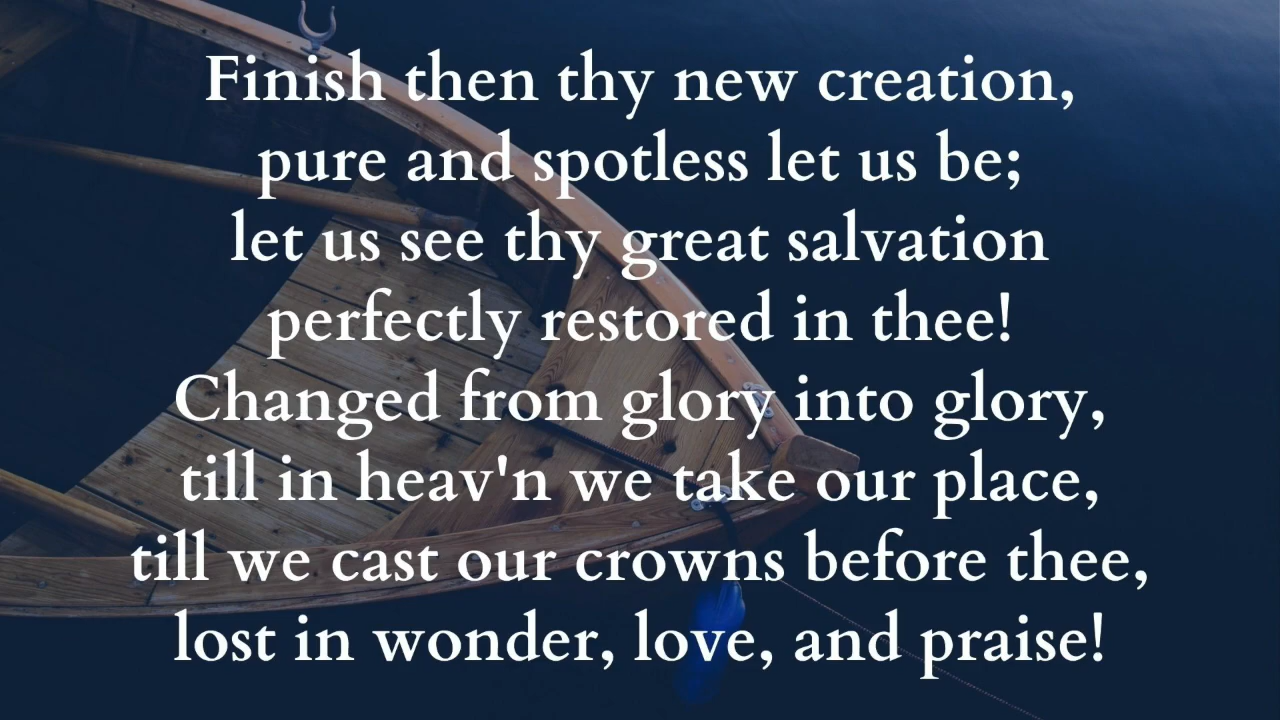 Finish then thy new creation,
pure and spotless let us be;
let us see thy great salvation
perfectly restored in thee!
Changed from glory into glory,
till in heav'n we take our place,
till we cast our crowns before thee,
lost in wonder, love, and praise!